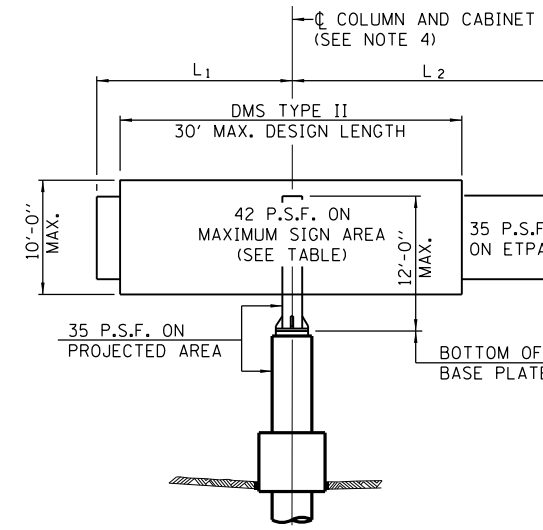 ℄ COLUMN AND CABINET
(SEE NOTE 4)
L1
L2
DMS TYPE II
30' MAX. DESIGN LENGTH
10'-0"
MAX.
42 P.S.F. ON
MAXIMUM SIGN AREA
(SEE TABLE)
12'-0"
MAX.
35 P.S.F
ON ETPA
35 P.S.F. ON
PROJECTED AREA
BOTTOM OF
BASE PLATE